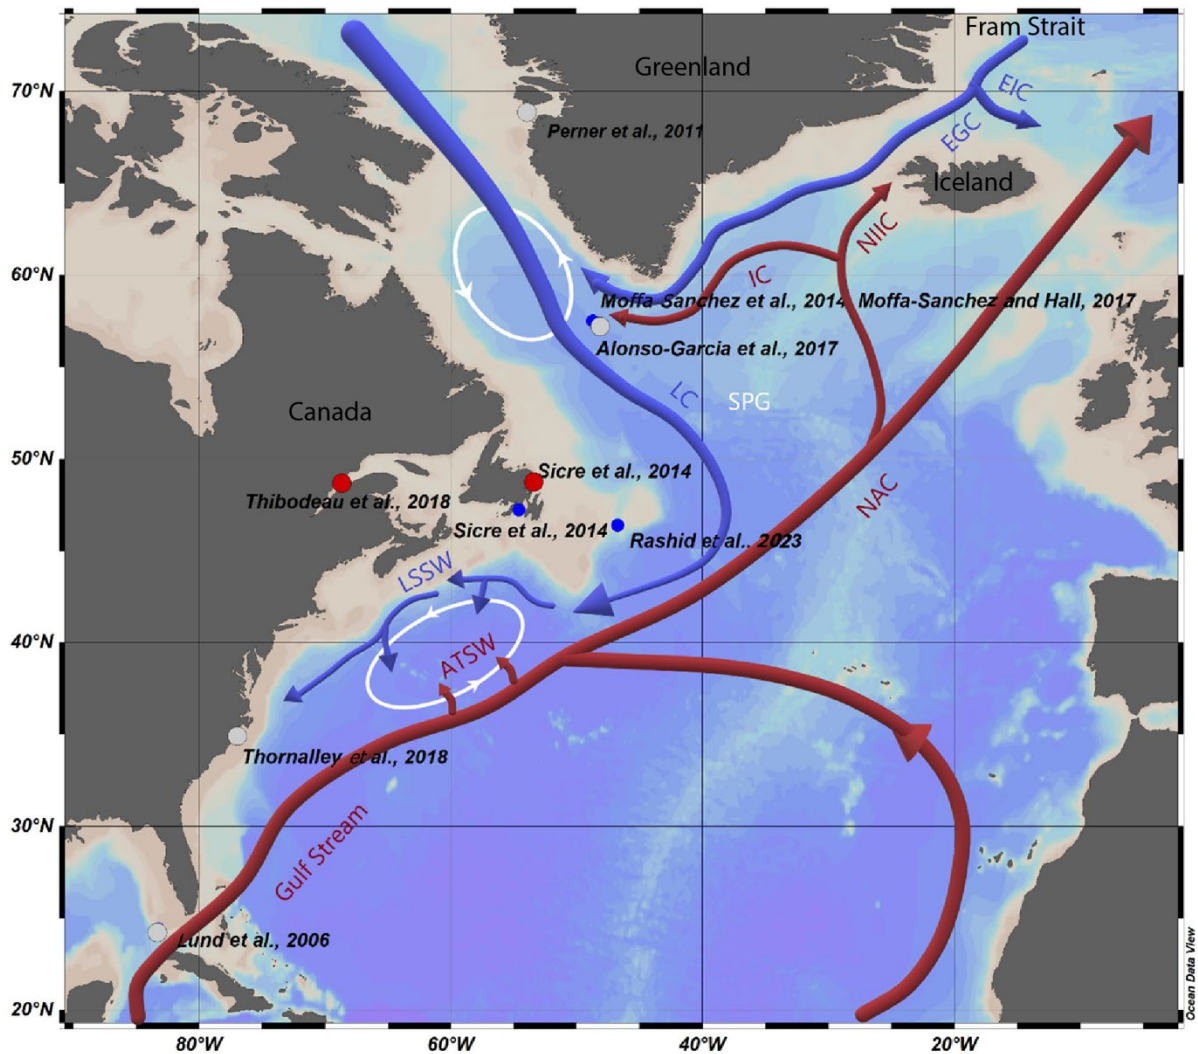 Fram Strait
Greenland
70°N
EIC
Perner et al., 2011
EGC
Iceland
NIIC
60°N
IC
Moffa-Sanchez et al., 2014 Moffa-Sanchez and Hall, 2017
Alonso-Garcia et al., 2017
LC
SPG
Canada
50°N
Sicre et al., 2014
Thibodeau et al., 2018
NAC
Sicre et al., 2014
Rashid et al.. 2023
LSSW
40°N
ATSW
Thornalley et al., 2018
30°N
Gulf Stream
Lund et al., 2006
20°N
Ocean Data View
80°W
60°W
40°W
20°W